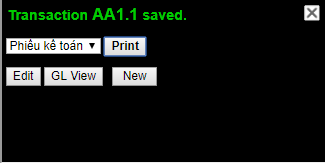 Transaction AA1.1 saved.
Phiếu kế toán Print
Edit GL View New